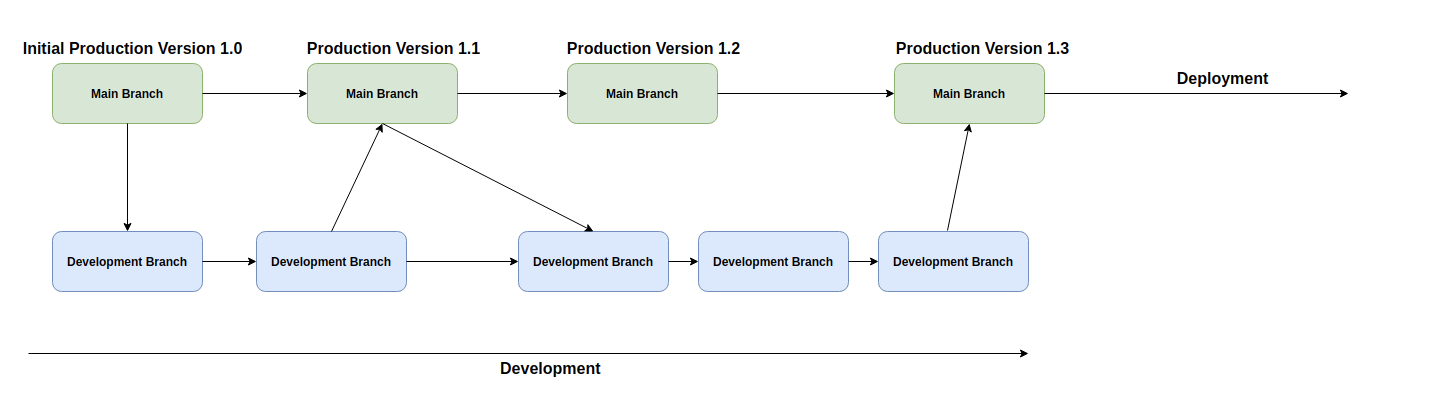 Initial Production Version 1.0
Production Version 1.1
Production Version 1.2
Production Version 1.3
Main Branch
Main Branch
Main Branch
Main Branch
Deployment
Development Branch
Development Branch
Development Branch
Development Branch
Development Branch
Development